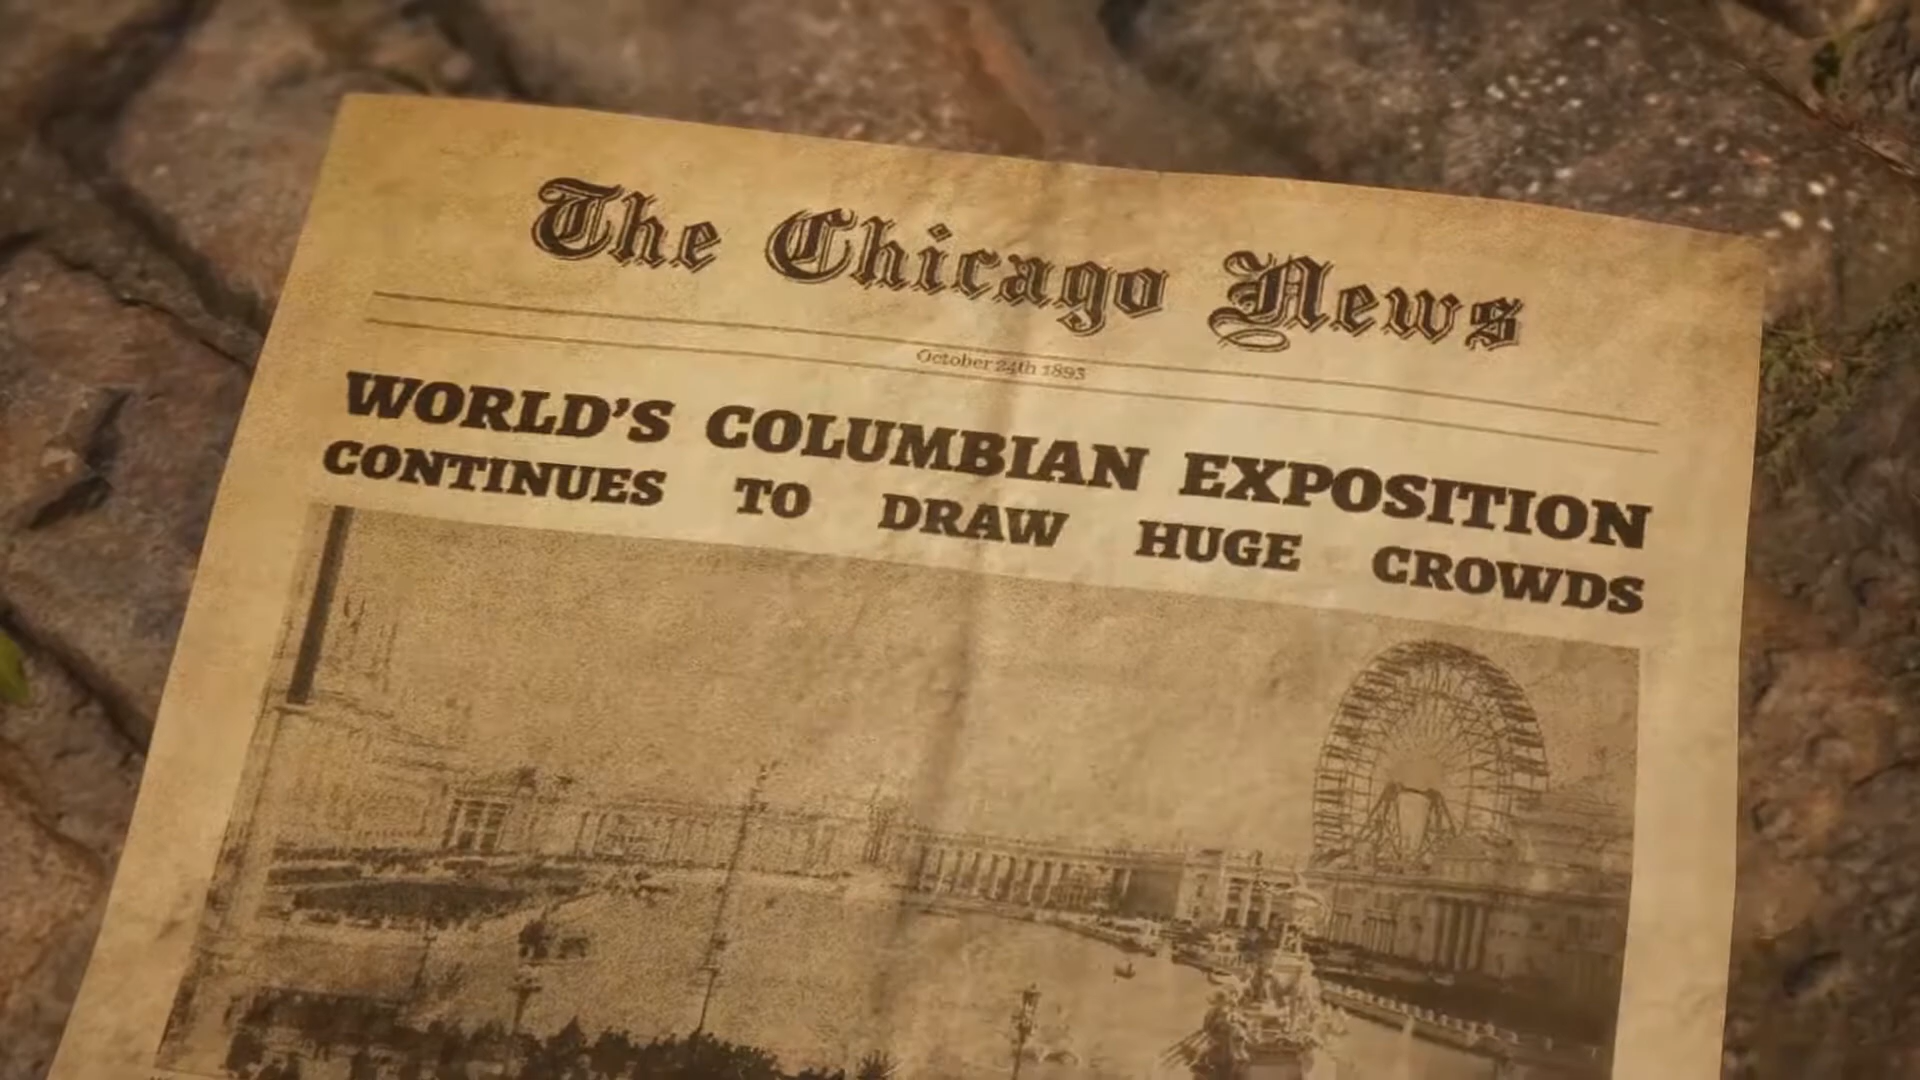 The Chicago News
October 24th 1893
WORLD'S COLUMBIAN EXPOSITION
CONTINUES TO DRAW HUGE CROWDS